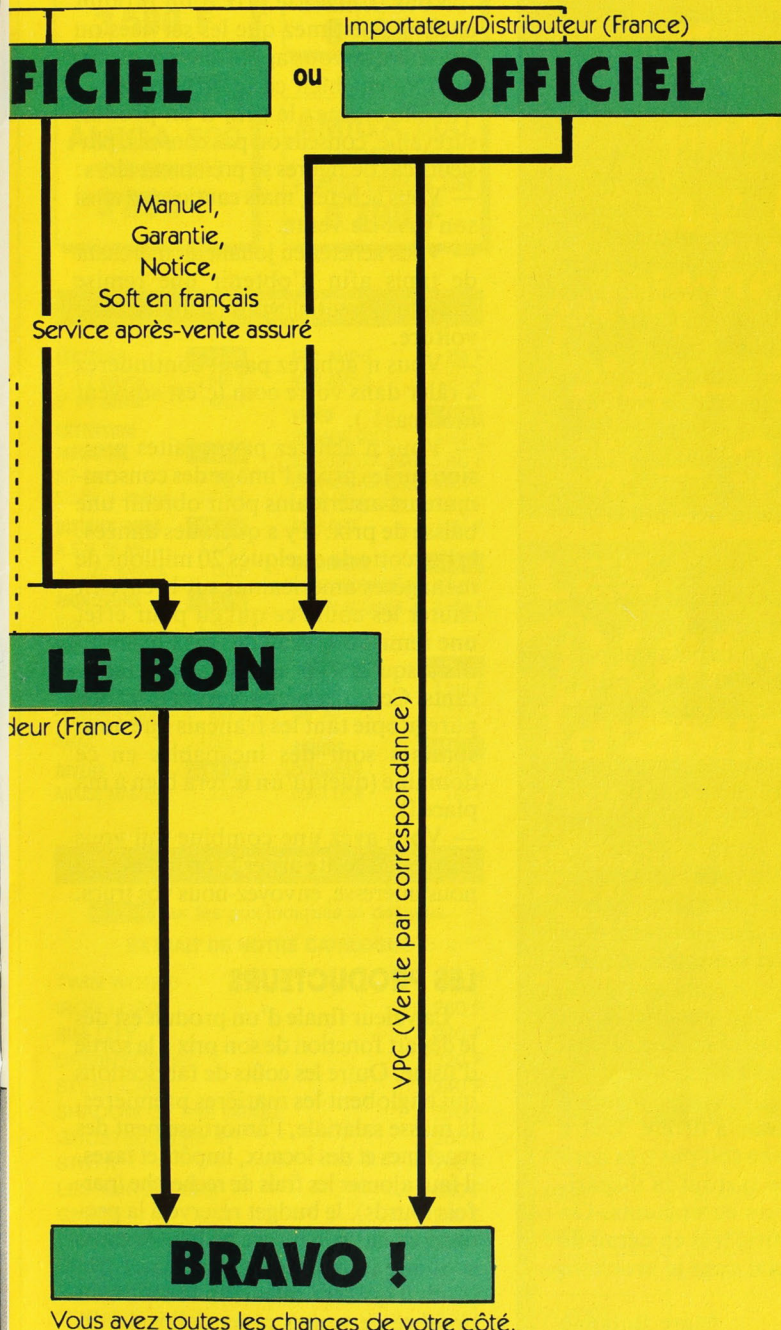 Importateur/Distributeur (France)
FICIEL ou OFFICIEL
Manuel,
Garantie,
Notice,
Soft en français
Service après-vente assuré
LE BON
deur (France)
VPC (Vente par correspondance)
BRAVO !
Vous avez toutes les chances de votre côté.